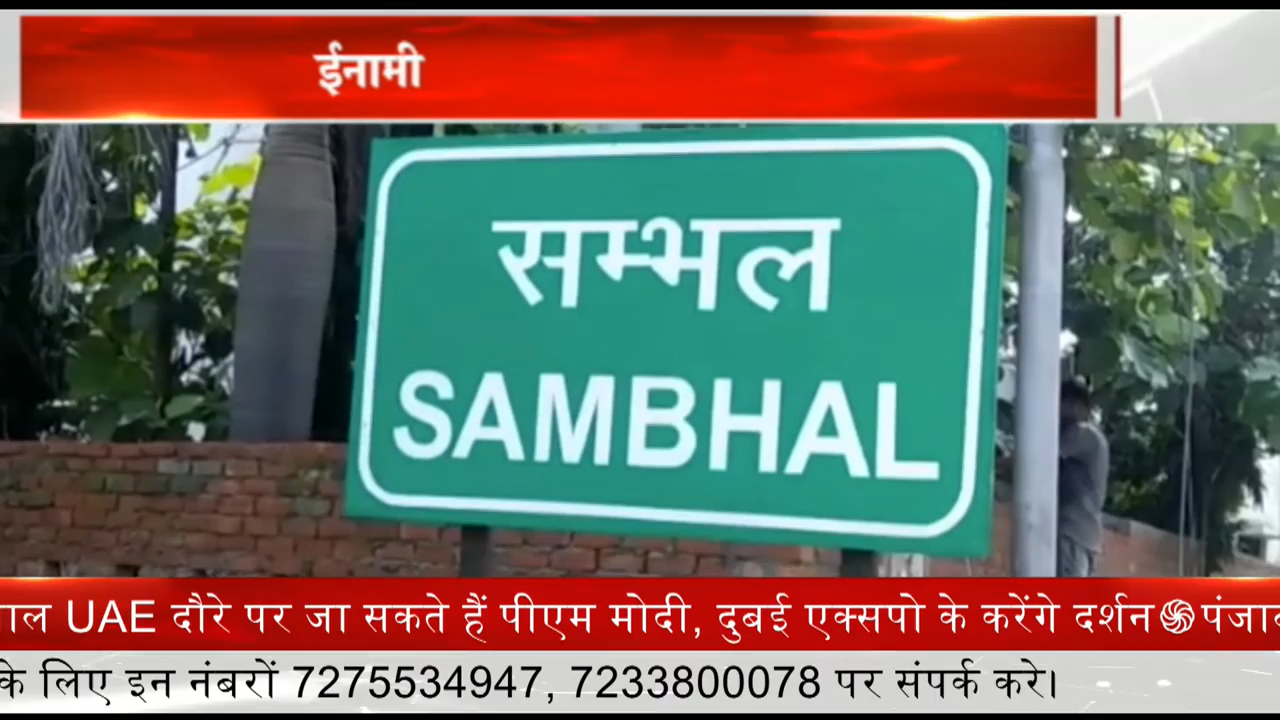 ईनामी
सम्भल
SAMBHAL
UAE दौरे पर जा सकते हैं पीएम मोदी, दुबई एक्सपो के करेंगे दर्शन
के लिए इन नंबरों 7275534947, 7233800078 पर संपर्क करे।